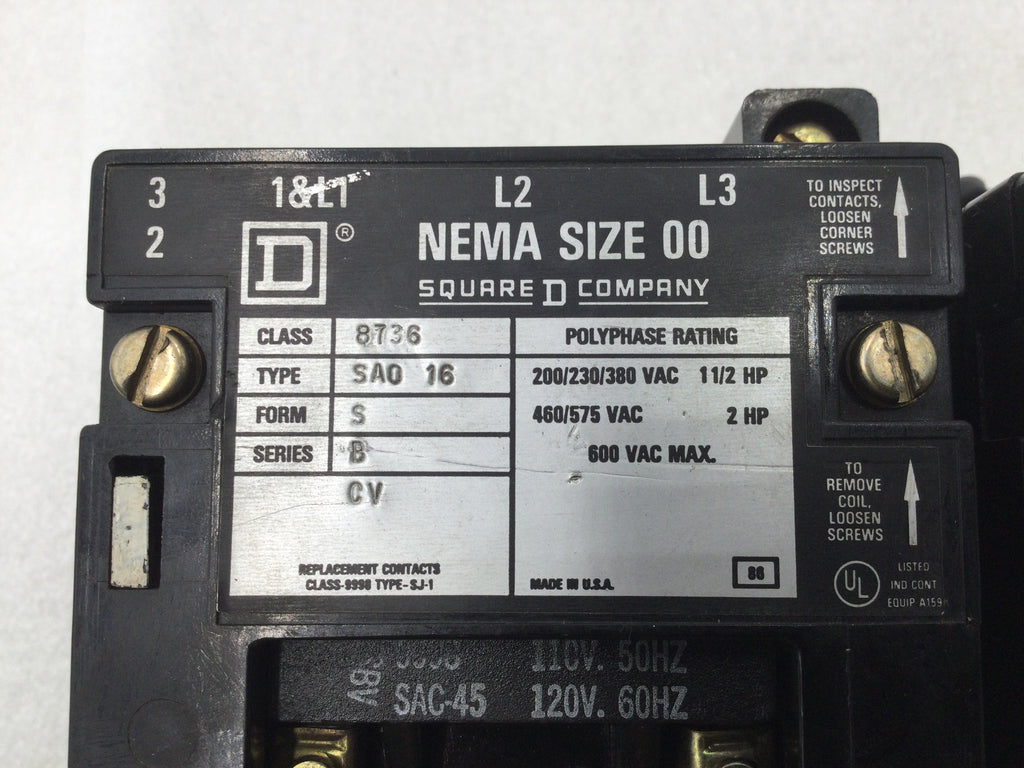 3 1&L1 L2 L3
2
D ®
NEMA SIZE 00
SQUARE D COMPANY
TO INSPECT
CONTACTS,
LOOSEN
CORNER
SCREWS
CLASS 8736
TYPE SAO 16
FORM S
SERIES B
CV
REPLACEMENT CONTACTS
CLASS-9998 TYPE-SJ-1
POLYPHASE RATING
200/230/380 VAC 1 1/2 HP
460/575 VAC 2 HP
600 VAC MAX.
MADE IN U.S.A.
88
TO
REMOVE
COIL,
LOOSEN
SCREWS
UL
LISTED
IND CONT
EQUIP A159
110V. 50HZ
SAC-45 120V. 60HZ